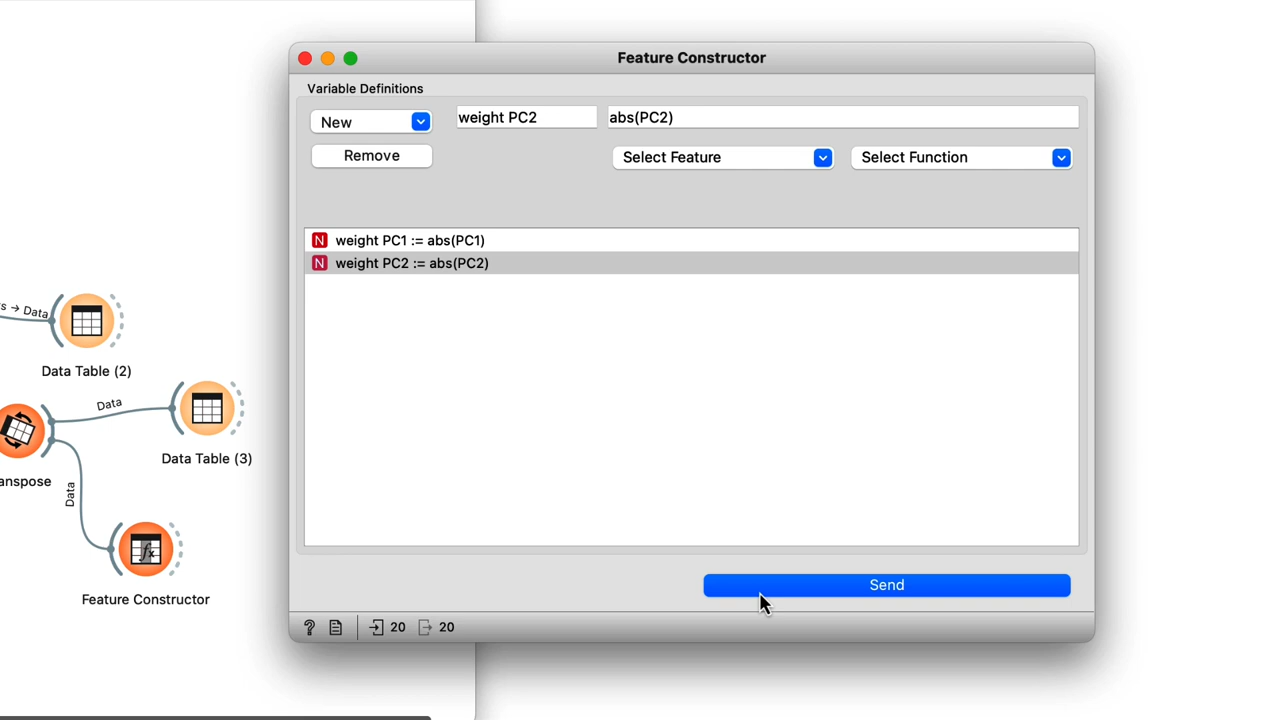 Feature Constructor
Variable Definitions
New
weight PC2
abs(PC2)
Remove
Select Feature
Select Function
N weight PC1 := abs(PC1)
N weight PC2 := abs(PC2)
s → Data
Data Table (2)
Data
Data Table (3)
anspose
Data
fx
Feature Constructor
Send
? 20 20